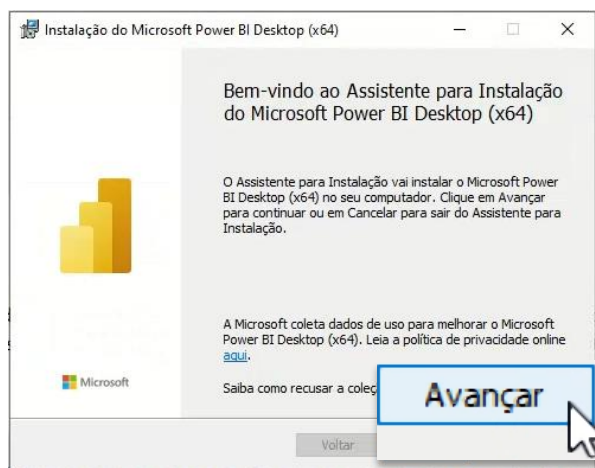 Instalação do Microsoft Power BI Desktop (x64)
Bem-vindo ao Assistente para Instalação
do Microsoft Power BI Desktop (x64)
O Assistente para Instalação vai instalar o Microsoft Power
BI Desktop (x64) no seu computador. Clique em Avançar
para continuar ou em Cancelar para sair do Assistente para
Instalação.
A Microsoft coleta dados de uso para melhorar o Microsoft
Power BI Desktop (x64). Leia a política de privacidade online
aqui.
Microsoft
Saiba como recusar a
Avançar
Voltar